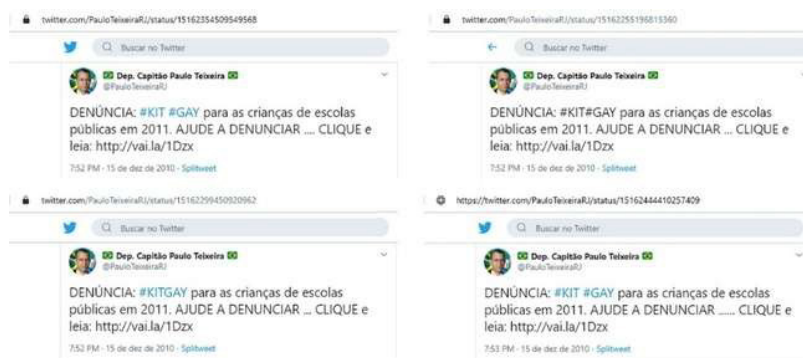 twitter.com/PauloTeixeiraRJ/status/15162354509549568
Buscar no Twitter
Dep. Capitão Paulo Teixeira
@PauloTeixeiraRJ
DENÚNCIA: #KIT #GAY para as crianças de escolas
públicas em 2011. AJUDE A DENUNCIAR .... CLIQUE e
leia: http://vai.la/1Dzx
7:52 PM · 15 de dez de 2010 · Splitweet
twitter.com/PauloTeixeiraRJ/status/15162255196815360
Buscar no Twitter
Dep. Capitão Paulo Teixeira
@PauloTeixeiraRJ
DENÚNCIA: #KIT#GAY para as crianças de escolas
públicas em 2011. AJUDE A DENUNCIAR ... CLIQUE e
leia: http://vai.la/1Dzx
7:52 PM · 15 de dez de 2010 · Splitweet
twitter.com/PauloTeixeiraRJ/status/15162299450920962
Buscar no Twitter
Dep. Capitão Paulo Teixeira
@PauloTeixeiraRJ
DENÚNCIA: #KITGAY para as crianças de escolas
públicas em 2011. AJUDE A DENUNCIAR ... CLIQUE e
leia: http://vai.la/1Dzx
7:52 PM · 15 de dez de 2010 · Splitweet
https://twitter.com/PauloTeixeiraRJ/status/15162444410257409
Buscar no Twitter
Dep. Capitão Paulo Teixeira
@PauloTeixeiraRJ
DENÚNCIA: #KIT #GAY para as crianças de escolas
públicas em 2011. AJUDE A DENUNCIAR ...... CLIQUE e
leia: http://vai.la/1Dzx
7:53 PM · 15 de dez de 2010 · Splitweet